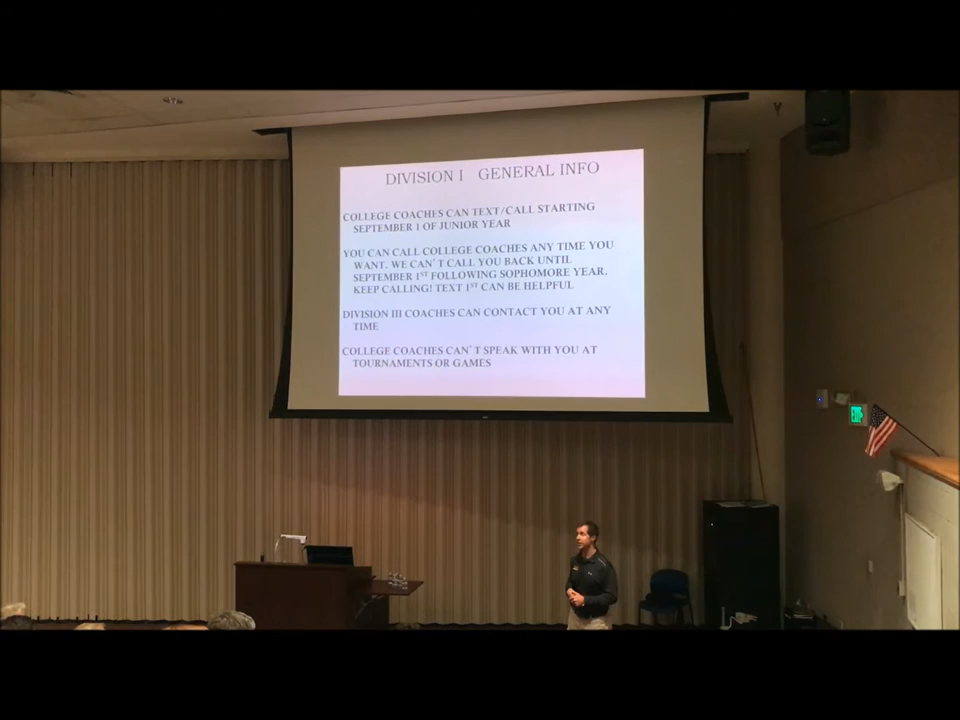 DIVISION I GENERAL INFO
COLLEGE COACHES CAN TEXT/CALL STARTING
SEPTEMBER 1 OF JUNIOR YEAR
YOU CAN CALL COLLEGE COACHES ANY TIME YOU
WANT. WE CAN'T CALL YOU BACK UNTIL
SEPTEMBER 1ST FOLLOWING SOPHOMORE YEAR.
KEEP CALLING! TEXT 1ST CAN BE HELPFUL
DIVISION III COACHES CAN CONTACT YOU AT ANY
TIME
COLLEGE COACHES CAN'T SPEAK WITH YOU AT
TOURNAMENTS OR GAMES
EXIT